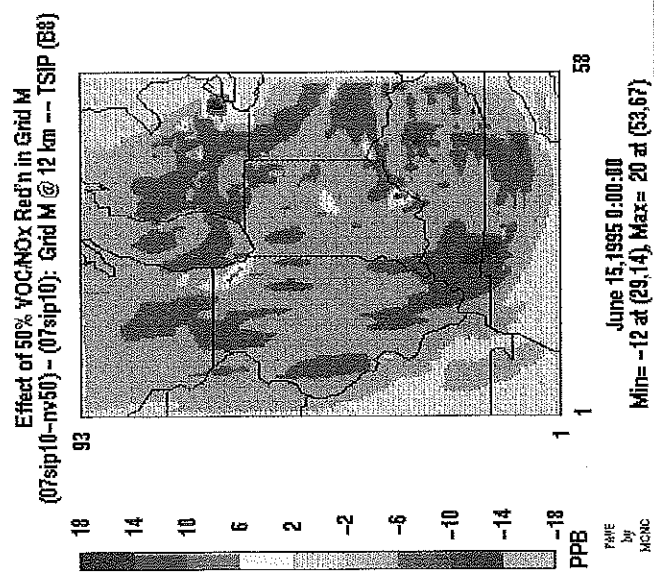 Effect of 50% VOC/NOx Red'n in Grid M
(07sip10-nv50) - (07sip10): Grid M @ 12 km --- TSIP (B8)
18
14
10
6
2
-2
-6
-10
-14
-18
PPB
PAVE
by
MCNC
93
1
1
58
June 15,1995 0:00:00
Min= -12 at (29,14), Max= 20 at (53,67)